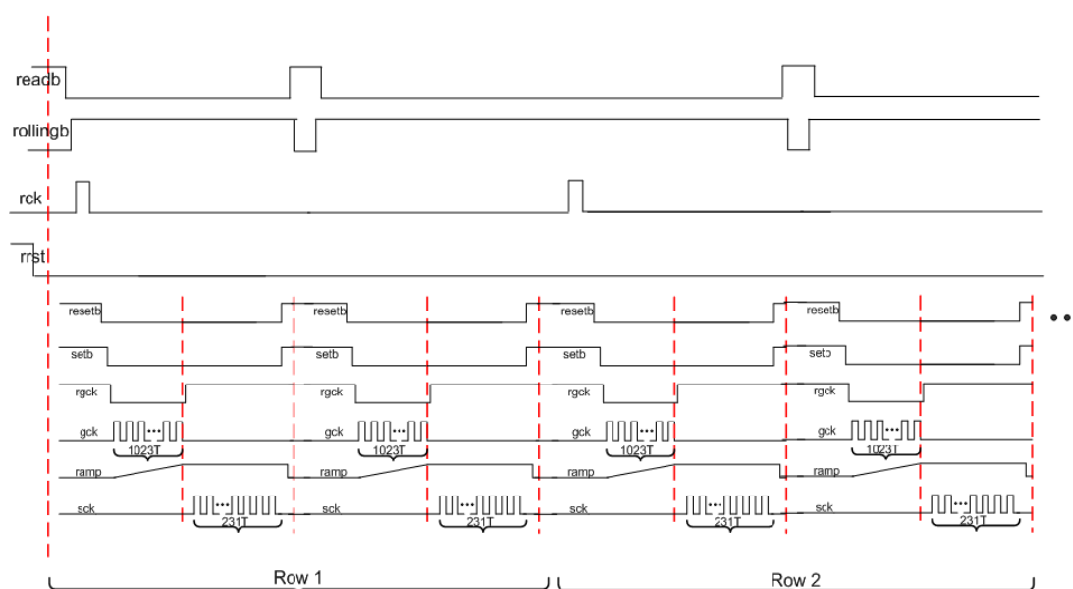 readb
rollingb
rck
rrst
resetb resetb resetb resetb
setb setb setb setb
rgck rgck rgck rgck
gck gck gck gck
1023T 1023T 1023T 1023T
ramp ramp ramp ramp
sck sck sck sck
231T 231T 231T 231T
Row 1 Row 2